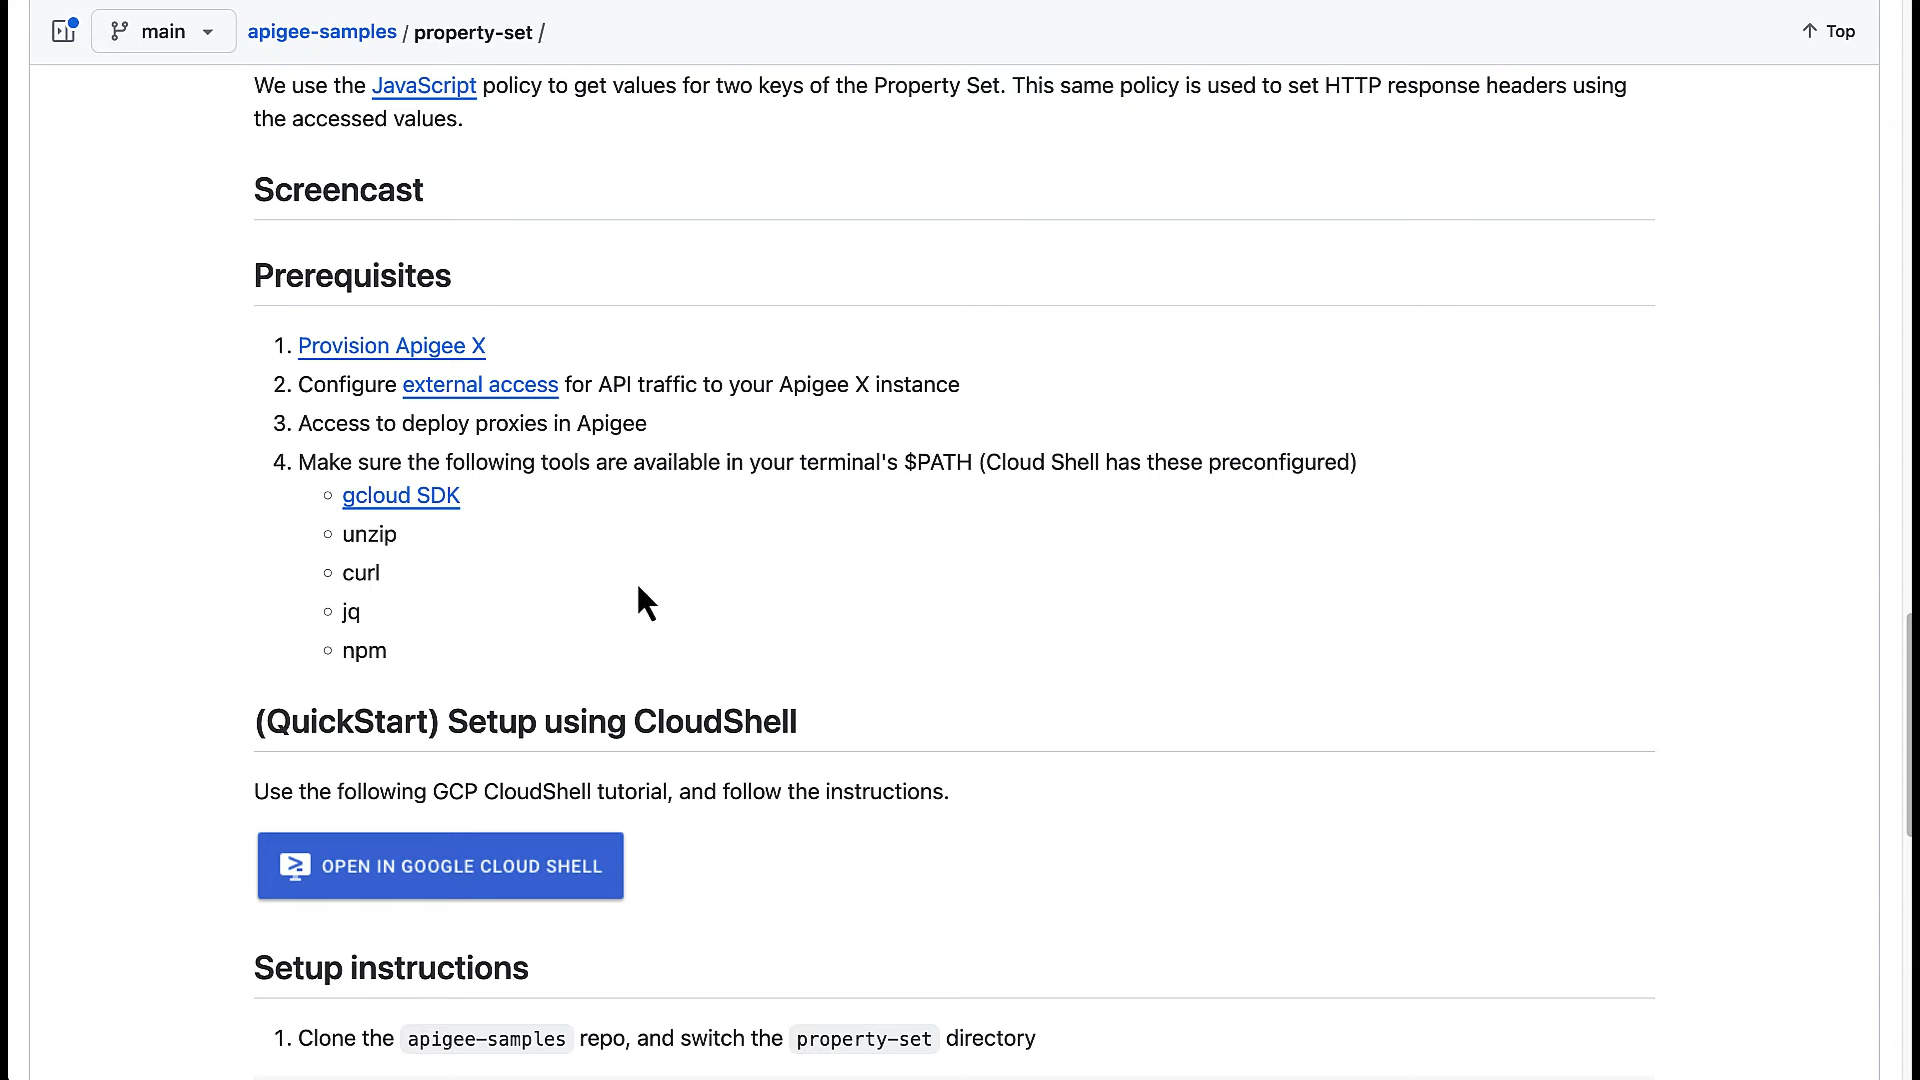 main
apigee-samples / property-set /
Top
We use the JavaScript policy to get values for two keys of the Property Set. This same policy is used to set HTTP response headers using
the accessed values.
Screencast
Prerequisites
1. Provision Apigee X
2. Configure external access for API traffic to your Apigee X instance
3. Access to deploy proxies in Apigee
4. Make sure the following tools are available in your terminal's $PATH (Cloud Shell has these preconfigured)
gcloud SDK
unzip
curl
jq
npm
(QuickStart) Setup using CloudShell
Use the following GCP CloudShell tutorial, and follow the instructions.
OPEN IN GOOGLE CLOUD SHELL
Setup instructions
1. Clone the apigee-samples repo, and switch the property-set directory